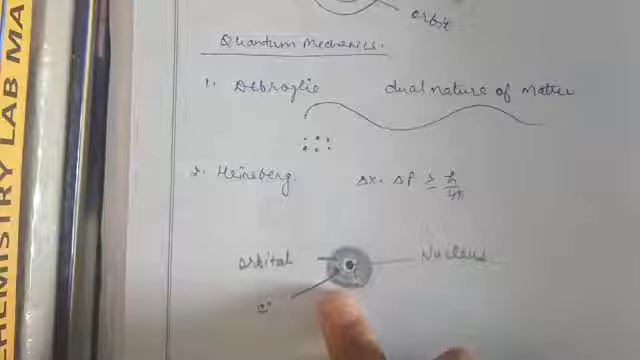 orbit
Quantum Mechanics.
1. Debroglie dual nature of Matter
2. Heinsberg. Δx. ΔP ≥ h/4π
orbital Nucleus
e⁻
CHEMISTRY LAB MA